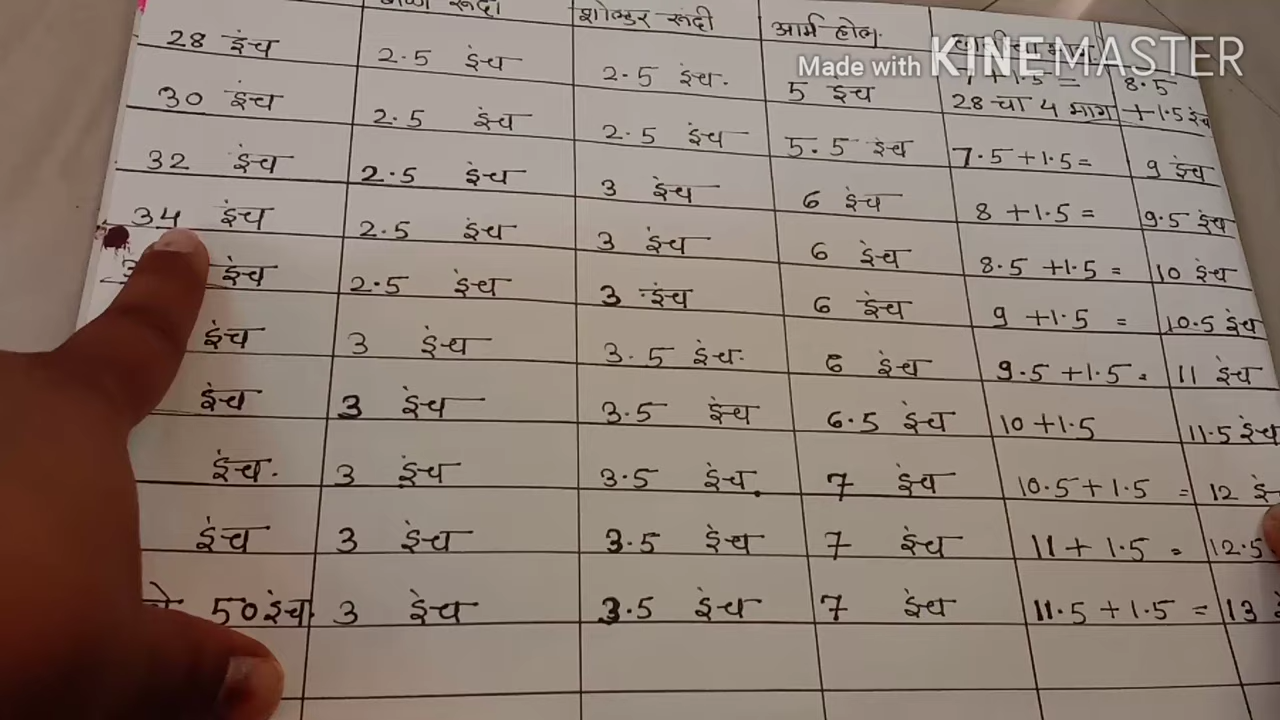 रुंदी शोल्डर रुंदी आर्म होल
Made with KINEMASTER
28 इंच 2.5 इंच 2.5 इंच. 5 इंच 7 + 1.5 = 8.5
28 चा 4 भाग +1.5 इंच
30 इंच 2.5 इंच 2.5 इंच 5.5 इंच 7.5+1.5= 9 इंच
32 इंच 2.5 इंच 3 इंच 6 इंच 8 +1.5= 9.5 इंच
34 इंच 2.5 इंच 3 इंच 6 इंच 8.5 +1.5= 10 इंच
इंच 2.5 इंच 3 इंच 6 इंच 9 +1.5 = 10.5 इंच
इंच 3 इंच 3.5 इंच. 6 इंच 9.5 +1.5 = 11 इंच
इंच 3 इंच 3.5 इंच 6.5 इंच 10 +1.5 11.5 इंच
इंच. 3 इंच 3.5 इंच. 7 इंच 10.5+1.5 = 12
इंच 3 इंच 3.5 इंच 7 इंच 11+ 1.5 = 12.5
50 इंच 3 इंच 3.5 इंच 7 इंच 11.5 +1.5 = 13